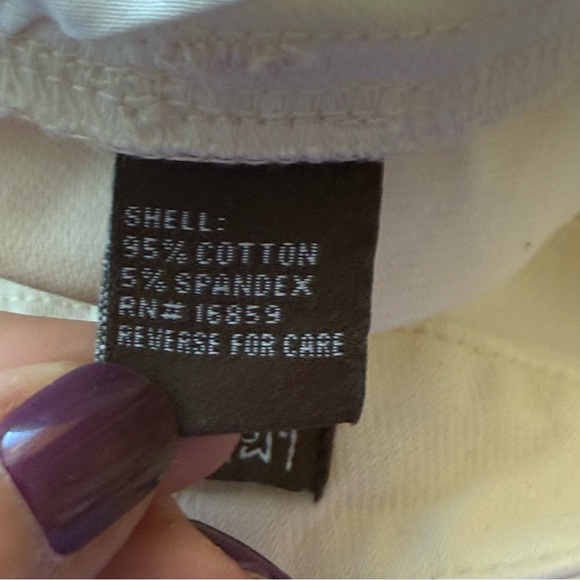 SHELL:
95% COTTON
5% SPANDEX
RN# 16859
REVERSE FOR CARE